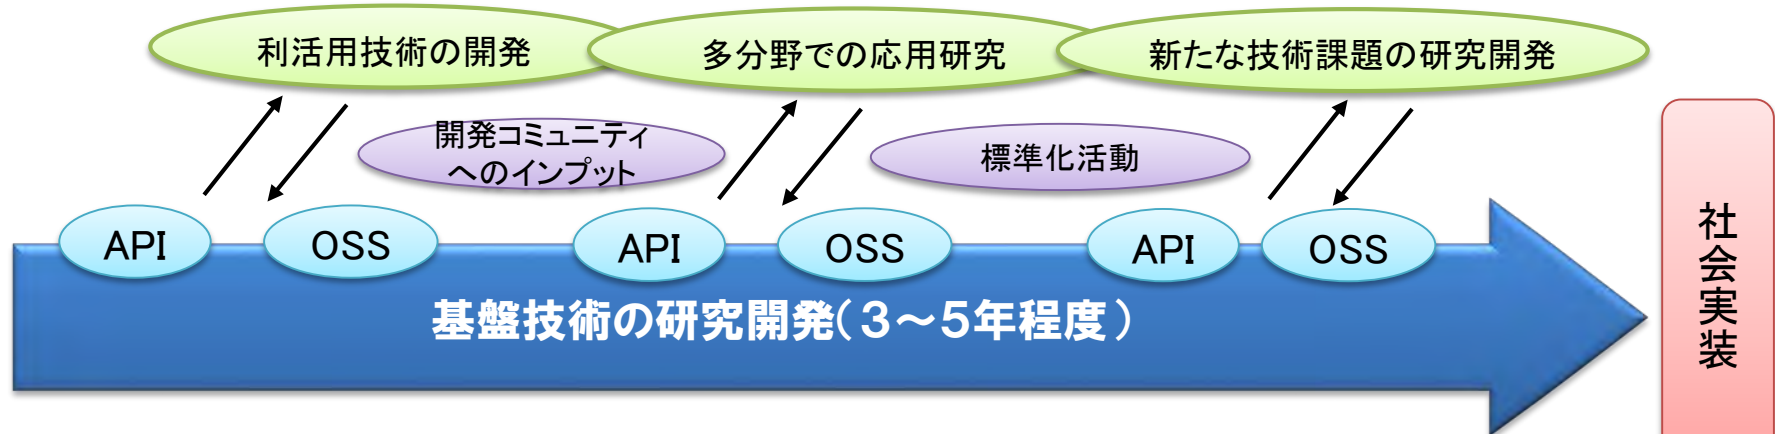 利活用技術の開発
多分野での応用研究
新たな技術課題の研究開発
開発コミュニティ
へのインプット
標準化活動
API
OSS
API
OSS
API
OSS
基盤技術の研究開発(3～5年程度)
社会実装